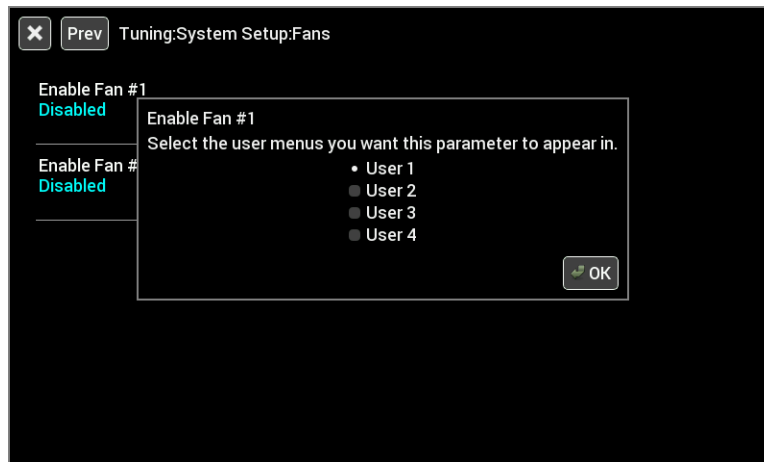 Prev Tuning:System Setup:Fans
Enable Fan #1
Disabled
Enable Fan #1
Select the user menus you want this parameter to appear in.
Enable Fan #
Disabled
User 1
User 2
User 3
User 4
OK